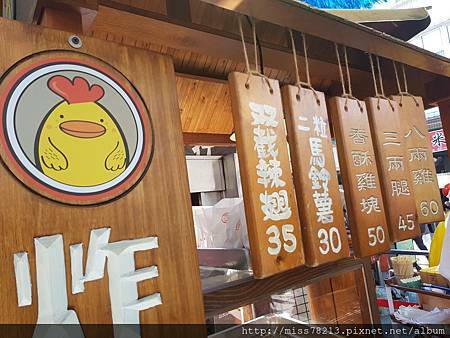 炸
双截辣翅 35
二粒馬鈴薯 30
香酥雞塊 50
三兩腿 45
八兩雞 60
http://miss78213.pixnet.net/album